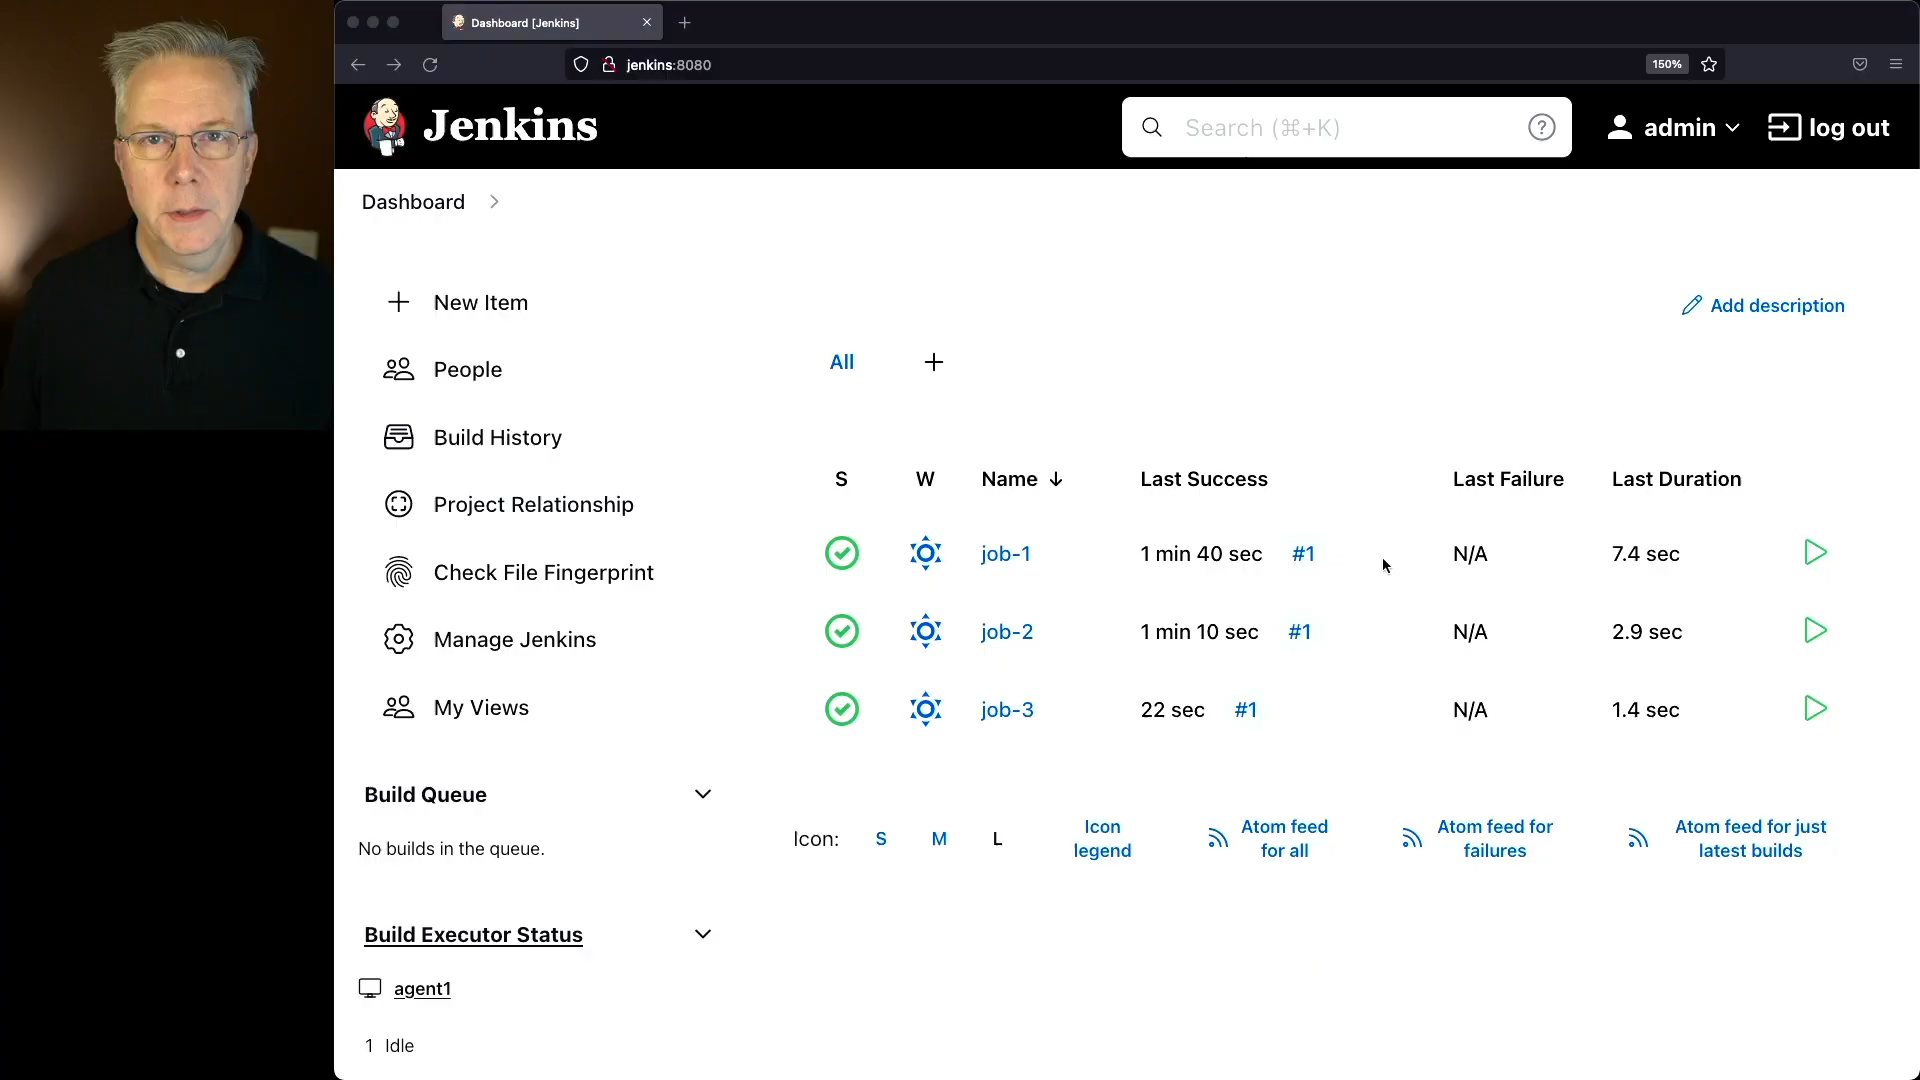 Dashboard [Jenkins]
jenkins:8080
150%
Jenkins
Search (⌘+K)
admin
log out
Dashboard
New Item
Add description
People
All
Build History
S W Name ↓ Last Success Last Failure Last Duration
Project Relationship
job-1 1 min 40 sec #1 N/A 7.4 sec
Check File Fingerprint
job-2 1 min 10 sec #1 N/A 2.9 sec
Manage Jenkins
job-3 22 sec #1 N/A 1.4 sec
My Views
Build Queue
No builds in the queue.
Icon: S M L
Icon
legend
Atom feed
for all
Atom feed for
failures
Atom feed for just
latest builds
Build Executor Status
agent1
1 Idle